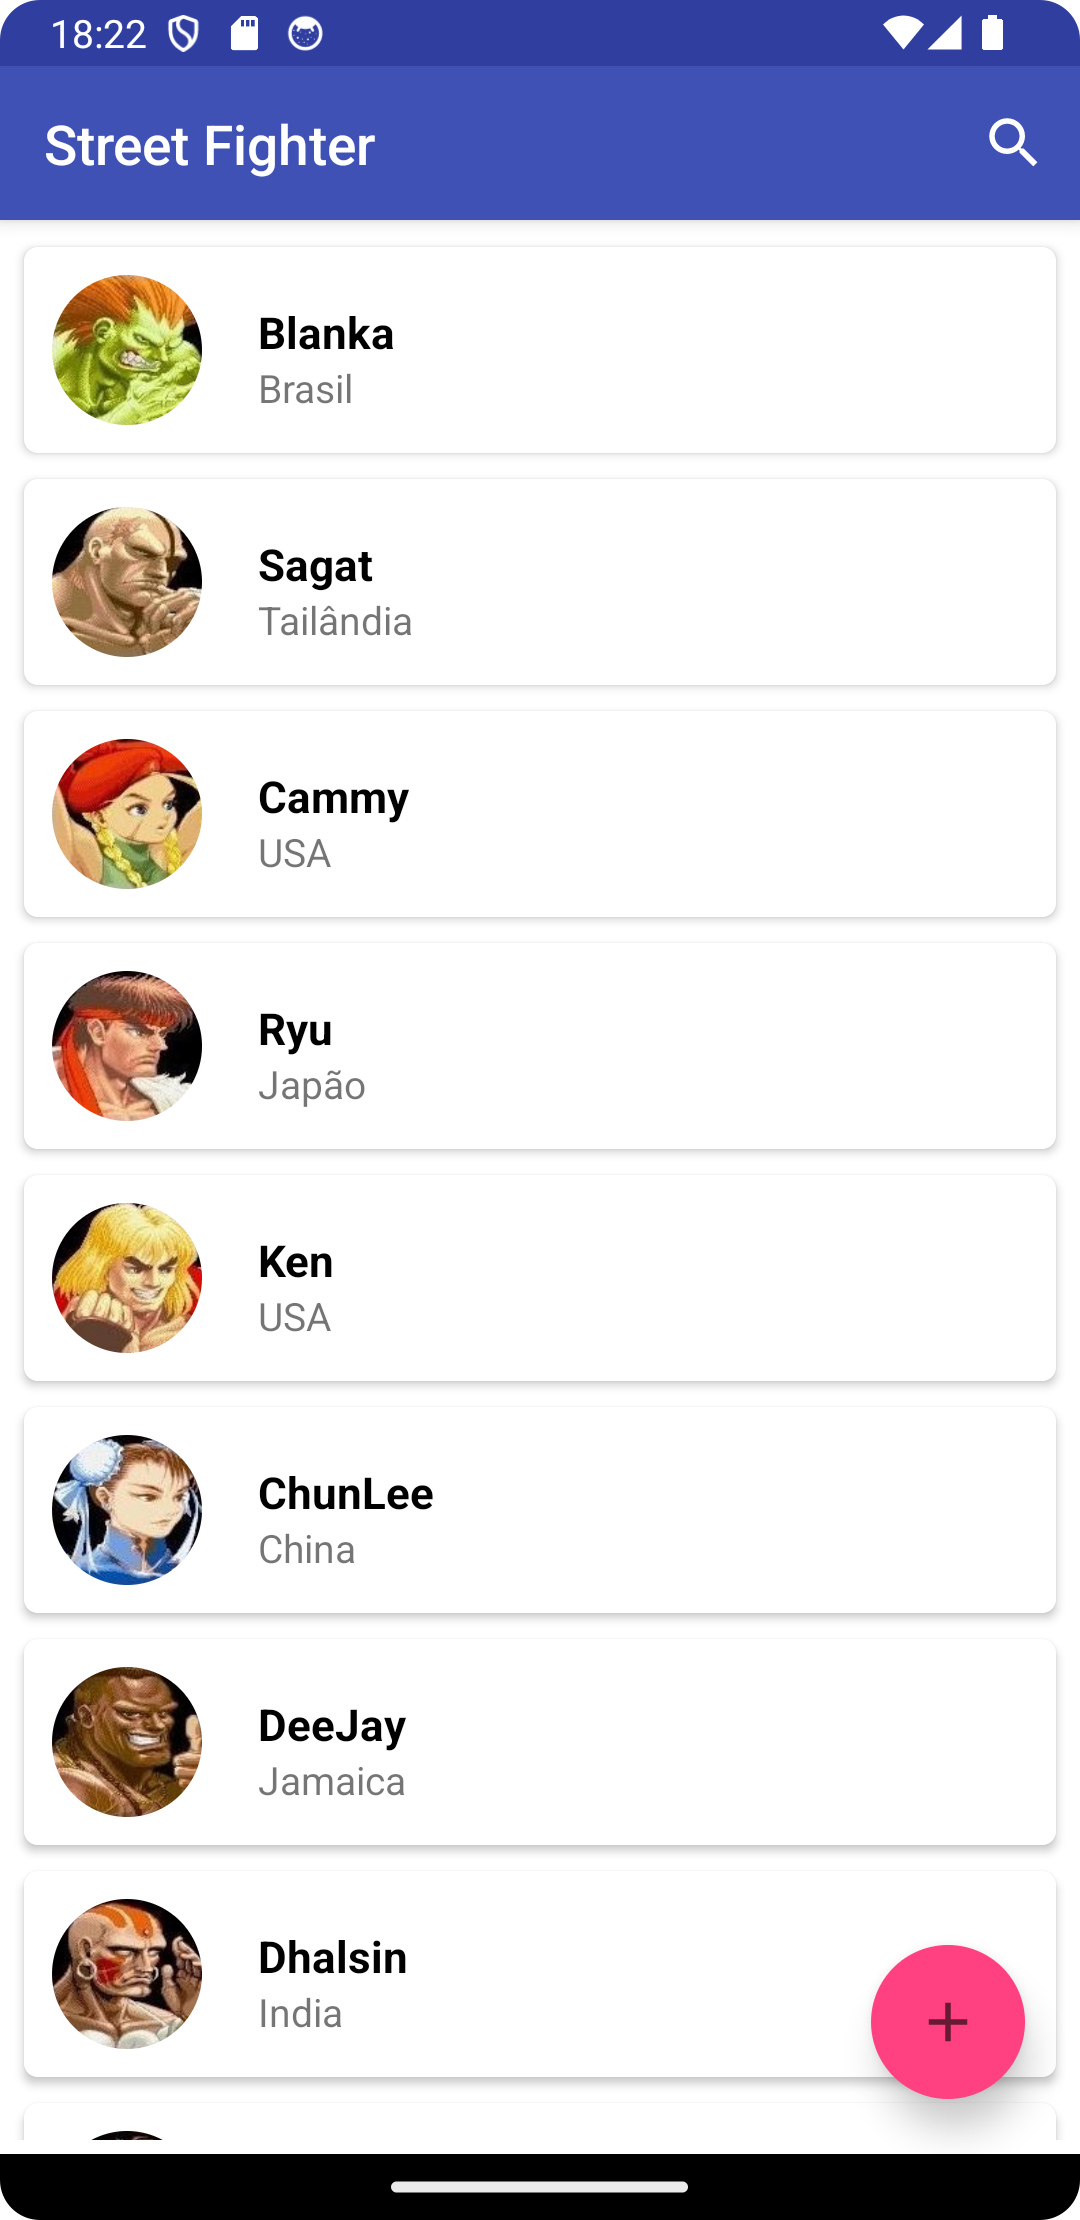 18:22
Street Fighter
Blanka
Brasil
Sagat
Tailândia
Cammy
USA
Ryu
Japão
Ken
USA
ChunLee
China
DeeJay
Jamaica
Dhalsin
India